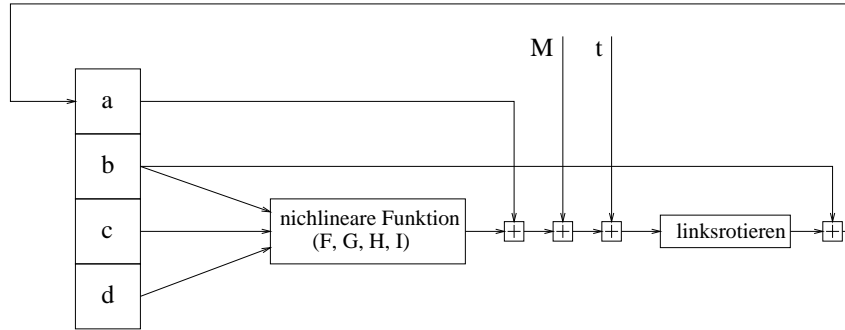 M t
a
b
c
d
nichlineare Funktion
(F, G, H, I)
+ + + linksrotieren +